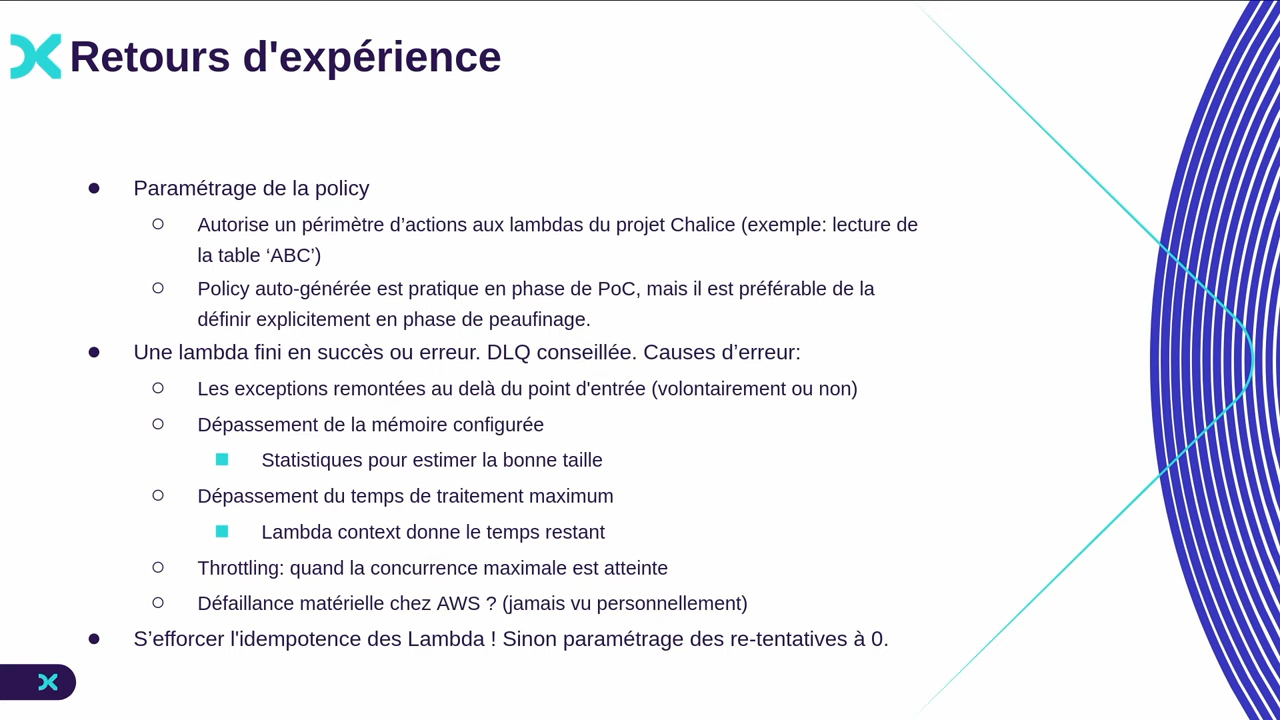 Retours d'expérience
● Paramétrage de la policy
○ Autorise un périmètre d’actions aux lambdas du projet Chalice (exemple: lecture de
la table ‘ABC’)
○ Policy auto-générée est pratique en phase de PoC, mais il est préférable de la
définir explicitement en phase de peaufinage.
● Une lambda fini en succès ou erreur. DLQ conseillée. Causes d’erreur:
○ Les exceptions remontées au delà du point d'entrée (volontairement ou non)
○ Dépassement de la mémoire configurée
■ Statistiques pour estimer la bonne taille
○ Dépassement du temps de traitement maximum
■ Lambda context donne le temps restant
○ Throttling: quand la concurrence maximale est atteinte
○ Défaillance matérielle chez AWS ? (jamais vu personnellement)
● S’efforcer l'idempotence des Lambda ! Sinon paramétrage des re-tentatives à 0.